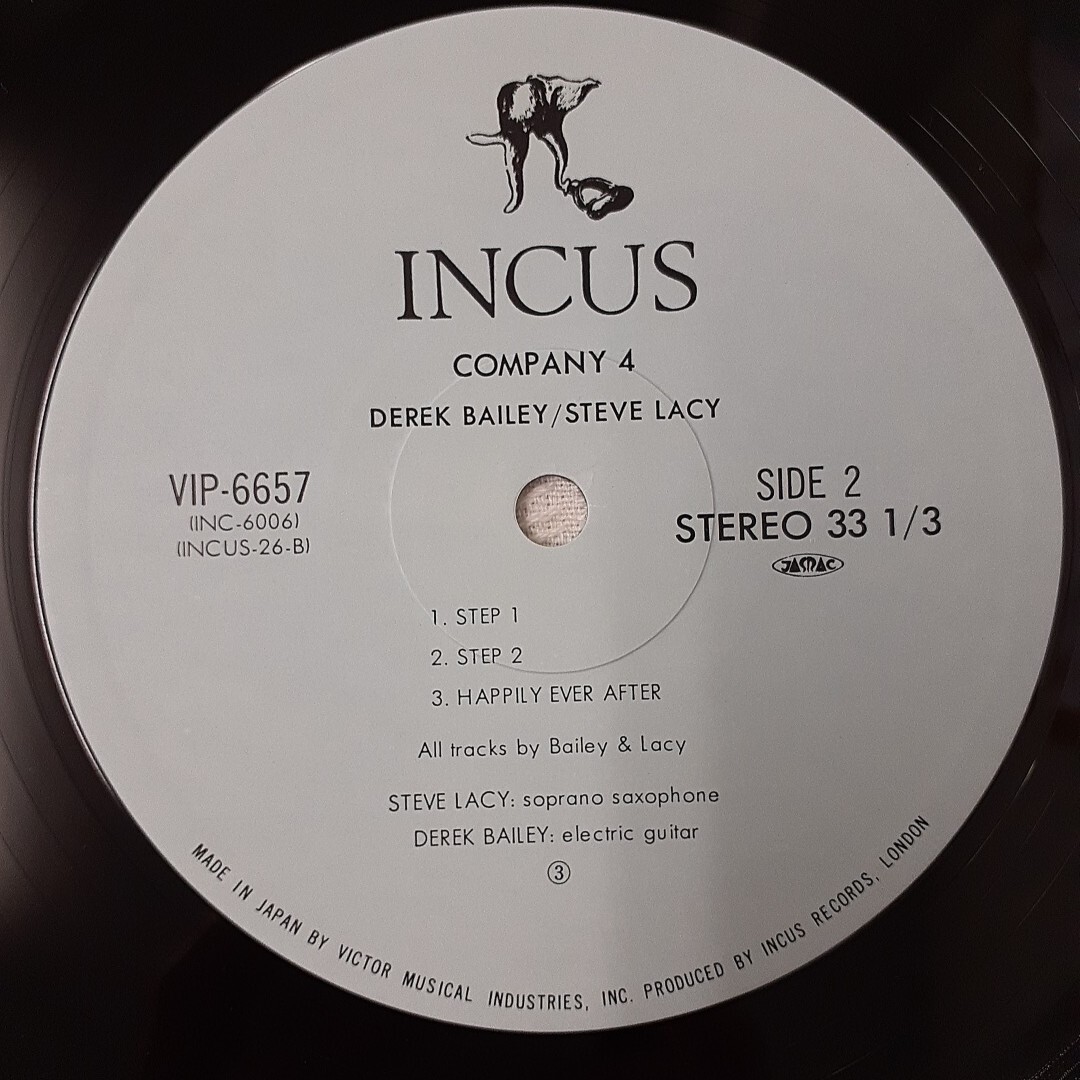 INCUS
COMPANY 4
DEREK BAILEY/STEVE LACY
VIP-6657
(INC-6006)
(INCUS-26-B)
SIDE 2
STEREO 33 1/3
JASRAC
1. STEP 1
2. STEP 2
3. HAPPILY EVER AFTER
All tracks by Bailey & Lacy
STEVE LACY: soprano saxophone
DEREK BAILEY: electric guitar
③
MADE IN JAPAN BY VICTOR MUSICAL INDUSTRIES, INC. PRODUCED BY INCUS RECORDS, LONDON